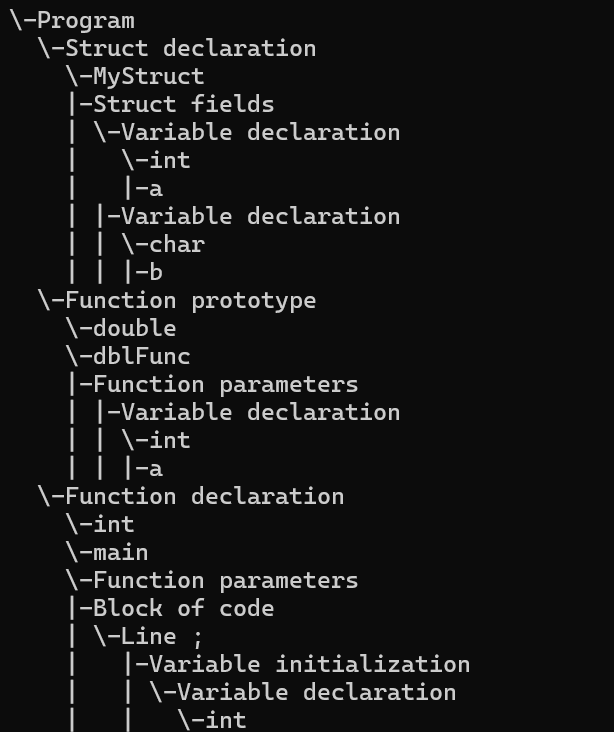 \-Program
  \-Struct declaration
    \-MyStruct
    |-Struct fields
    | \-Variable declaration
    |   \-int
    |   |-a
    | |-Variable declaration
    | | \-char
    | | |-b
  \-Function prototype
    \-double
    \-dblFunc
    |-Function parameters
    | |-Variable declaration
    | | \-int
    | | |-a
  \-Function declaration
    \-int
    \-main
    \-Function parameters
    |-Block of code
    | \-Line ;
    |   |-Variable initialization
    |   | \-Variable declaration
    |   |   \-int